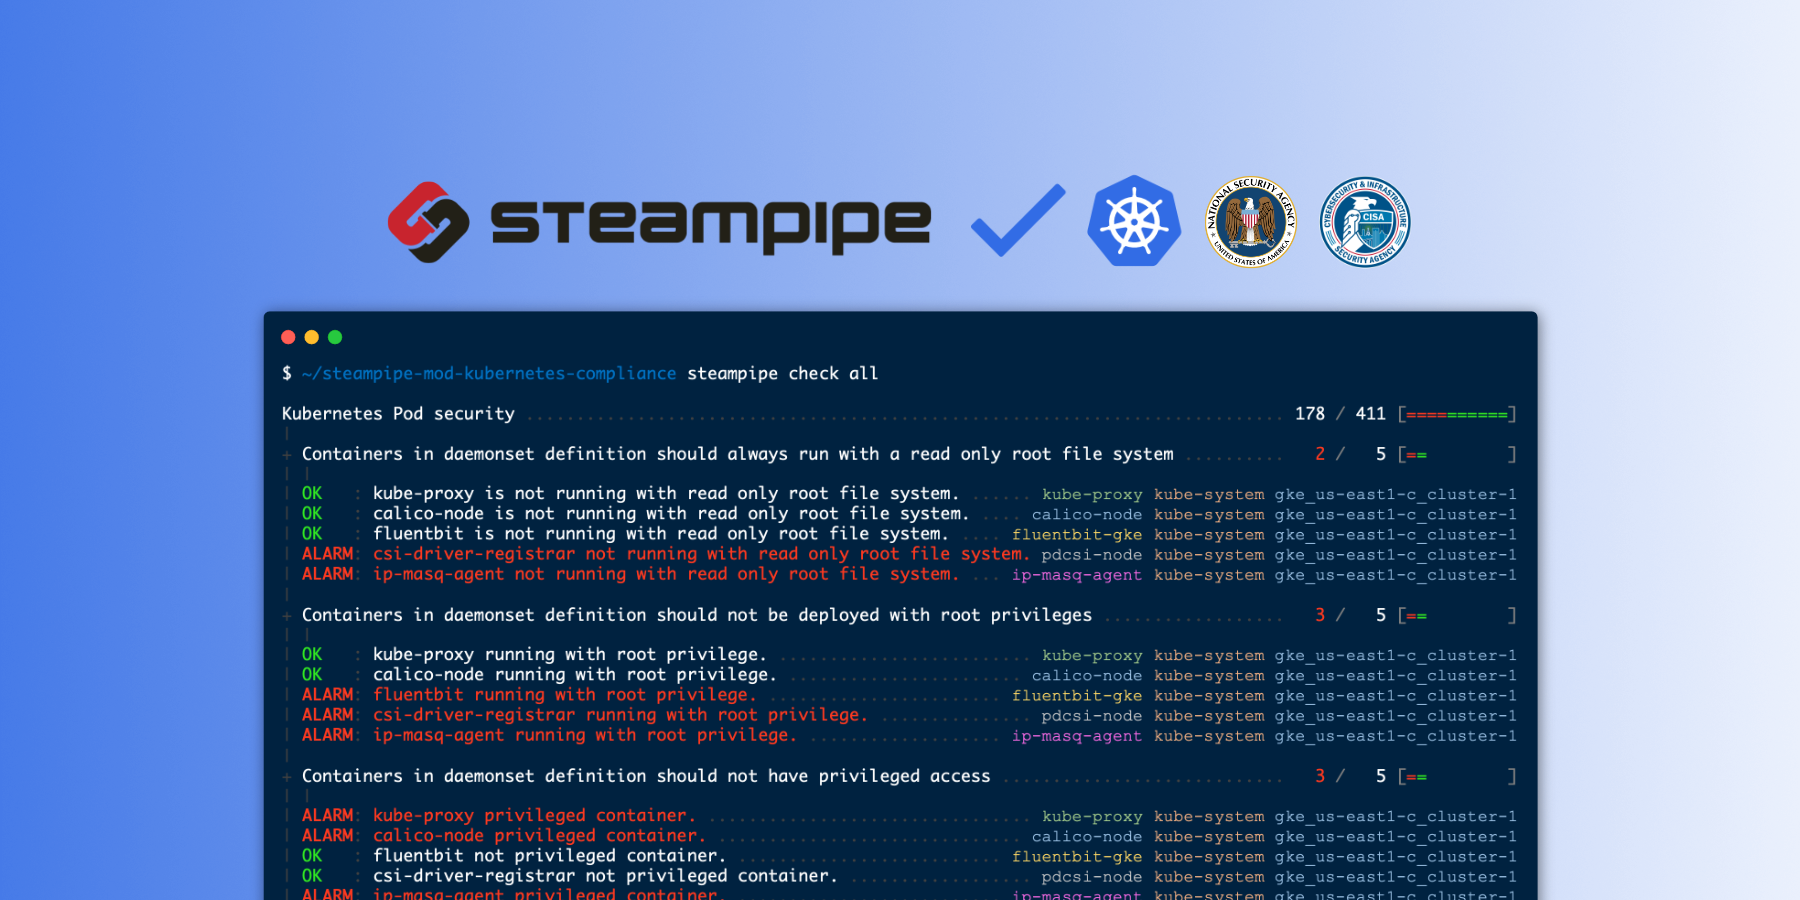 STEAMPIPE
NATIONAL SECURITY AGENCY
UNITED STATES OF AMERICA
CYBERSECURITY & INFRASTRUCTURE
CISA
SECURITY AGENCY
$ ~/steampipe-mod-kubernetes-compliance steampipe check all
Kubernetes Pod security ........................................................................... 178 / 411 [==========]
+ Containers in daemonset definition should always run with a read only root file system .......... 2 / 5 [== ]
OK : kube-proxy is not running with read only root file system. ...... kube-proxy kube-system gke_us-east1-c_cluster-1
OK : calico-node is not running with read only root file system. .... calico-node kube-system gke_us-east1-c_cluster-1
OK : fluentbit is not running with read only root file system. .... fluentbit-gke kube-system gke_us-east1-c_cluster-1
ALARM: csi-driver-registrar not running with read only root file system. pdcsi-node kube-system gke_us-east1-c_cluster-1
ALARM: ip-masq-agent not running with read only root file system. ... ip-masq-agent kube-system gke_us-east1-c_cluster-1
+ Containers in daemonset definition should not be deployed with root privileges .................. 3 / 5 [== ]
OK : kube-proxy running with root privilege. ......................... kube-proxy kube-system gke_us-east1-c_cluster-1
OK : calico-node running with root privilege. ....................... calico-node kube-system gke_us-east1-c_cluster-1
ALARM: fluentbit running with root privilege. ....................... fluentbit-gke kube-system gke_us-east1-c_cluster-1
ALARM: csi-driver-registrar running with root privilege. ............... pdcsi-node kube-system gke_us-east1-c_cluster-1
ALARM: ip-masq-agent running with root privilege. ................... ip-masq-agent kube-system gke_us-east1-c_cluster-1
+ Containers in daemonset definition should not have privileged access ............................ 3 / 5 [== ]
ALARM: kube-proxy privileged container. ................................ kube-proxy kube-system gke_us-east1-c_cluster-1
ALARM: calico-node privileged container. .............................. calico-node kube-system gke_us-east1-c_cluster-1
OK : fluentbit not privileged container. .......................... fluentbit-gke kube-system gke_us-east1-c_cluster-1
OK : csi-driver-registrar not privileged container. .................. pdcsi-node kube-system gke_us-east1-c_cluster-1
ALARM: ip-masq-agent privileged container. .......................... ip-masq-agent kube-system gke_us-east1-c_cluster-1